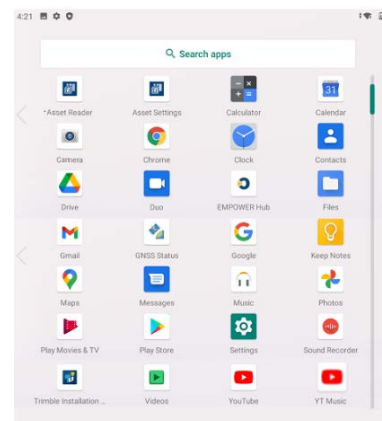 4:21
Search apps
*Asset Reader Asset Settings Calculator Calendar
31
Camera Chrome Clock Contacts
Drive Duo EMPOWER Hub Files
Gmail GNSS Status Google Keep Notes
Maps Messages Music Photos
Play Movies & TV Play Store Settings Sound Recorder
Trimble Installation ... Videos YouTube YT Music